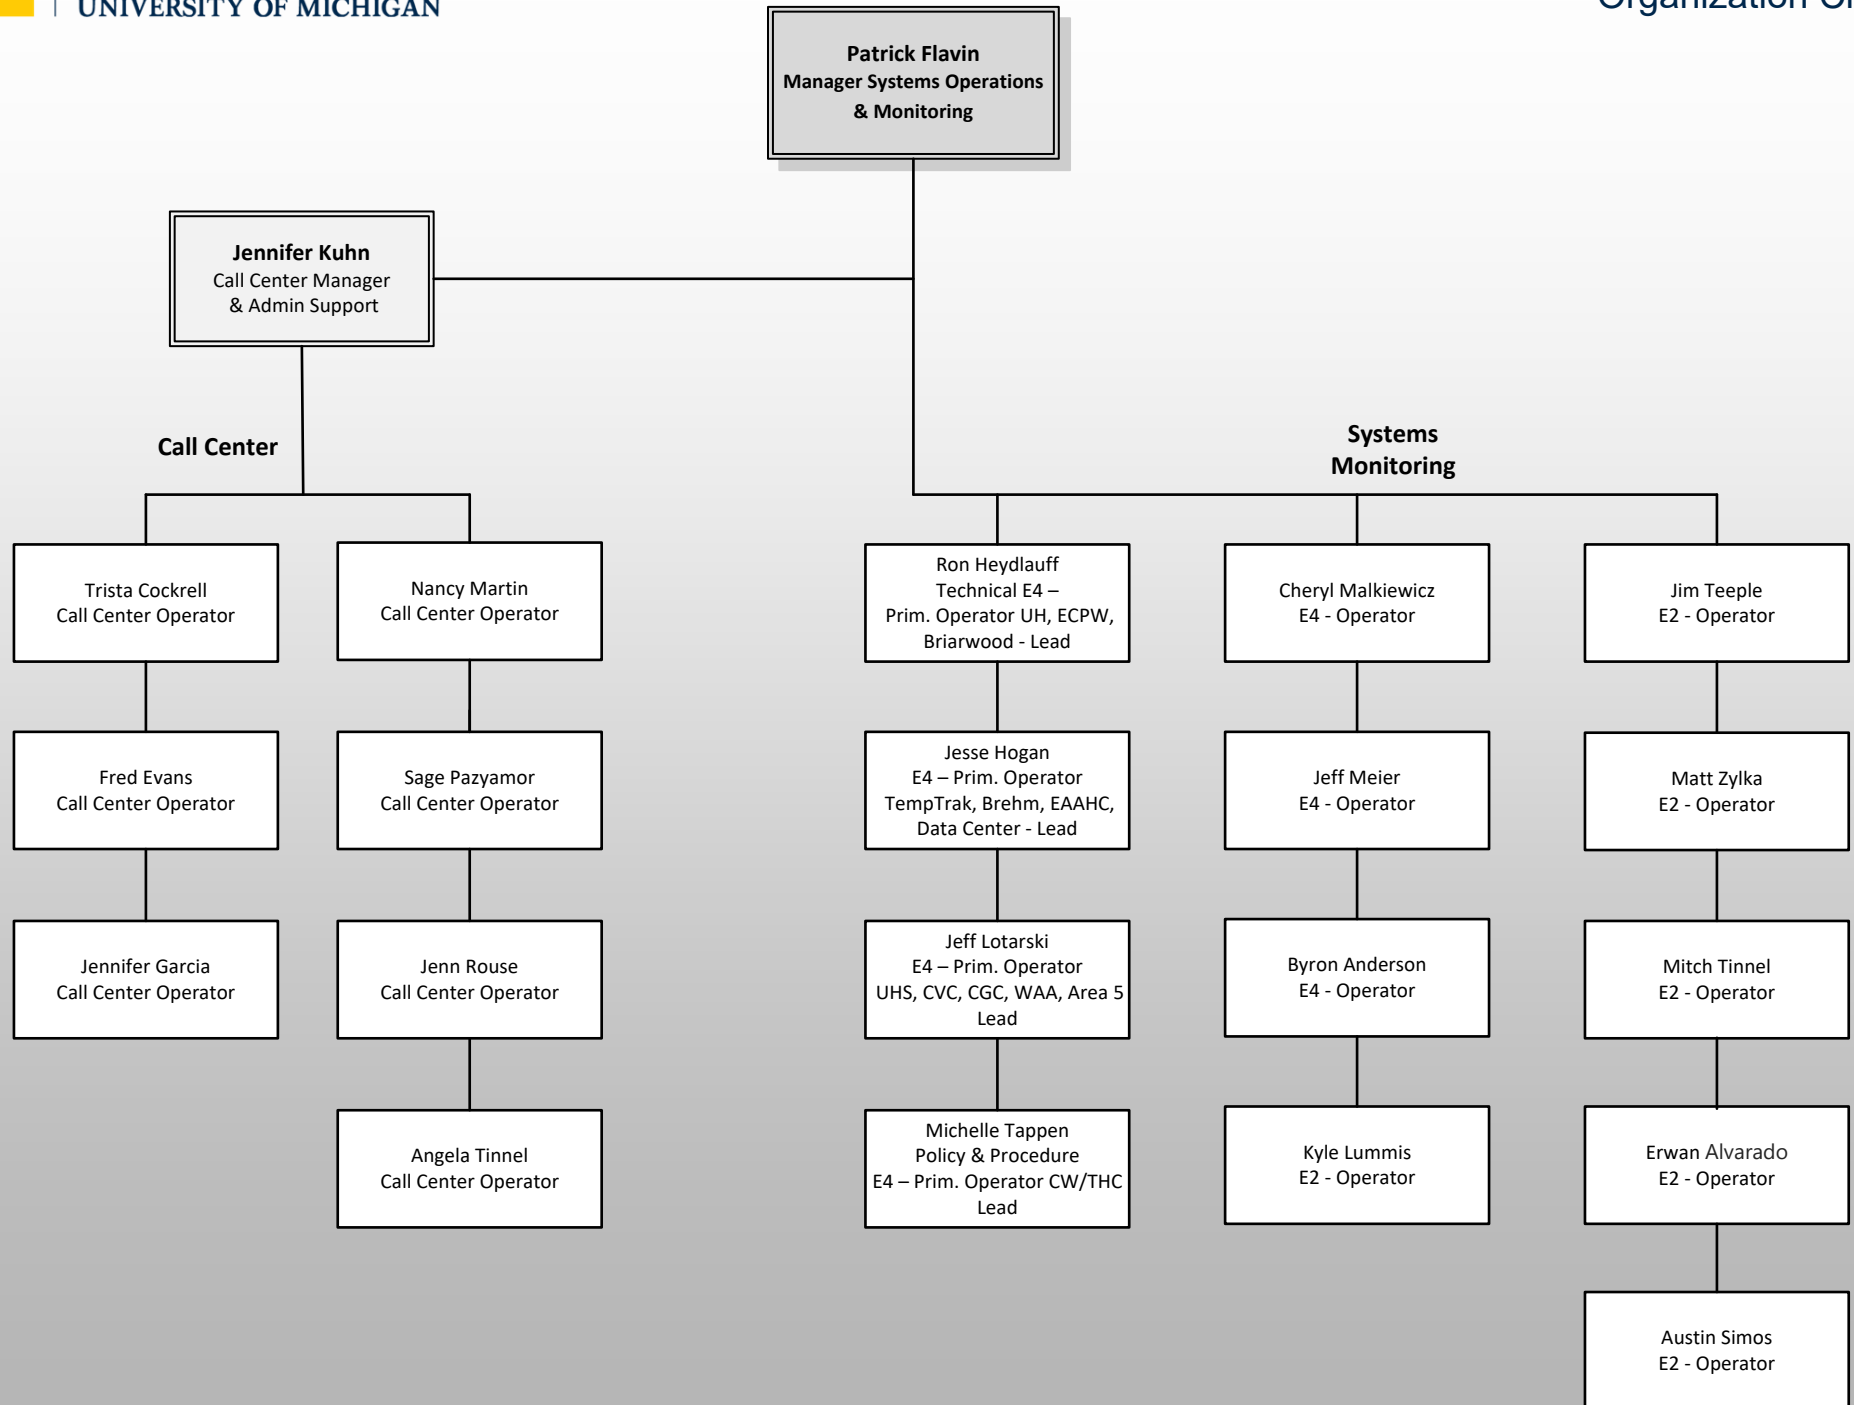 UNIVERSITY OF MICHIGAN
Organization
Patrick Flavin
Manager Systems Operations
& Monitoring
Jennifer Kuhn
Call Center Manager
& Admin Support
Call Center
Systems
Monitoring
Trista Cockrell
Call Center Operator
Nancy Martin
Call Center Operator
Ron Heydlauff
Technical E4 –
Prim. Operator UH, ECPW,
Briarwood - Lead
Cheryl Malkiewicz
E4 - Operator
Jim Teeple
E2 - Operator
Fred Evans
Call Center Operator
Sage Pazyamor
Call Center Operator
Jesse Hogan
E4 – Prim. Operator
TempTrak, Brehm, EAAHC,
Data Center - Lead
Jeff Meier
E4 - Operator
Matt Zylka
E2 - Operator
Jennifer Garcia
Call Center Operator
Jenn Rouse
Call Center Operator
Jeff Lotarski
E4 – Prim. Operator
UHS, CVC, CGC, WAA, Area 5
Lead
Byron Anderson
E4 - Operator
Mitch Tinnel
E2 - Operator
Angela Tinnel
Call Center Operator
Michelle Tappen
Policy & Procedure
E4 – Prim. Operator CW/THC
Lead
Kyle Lummis
E2 - Operator
Erwan Alvarado
E2 - Operator
Austin Simos
E2 - Operator